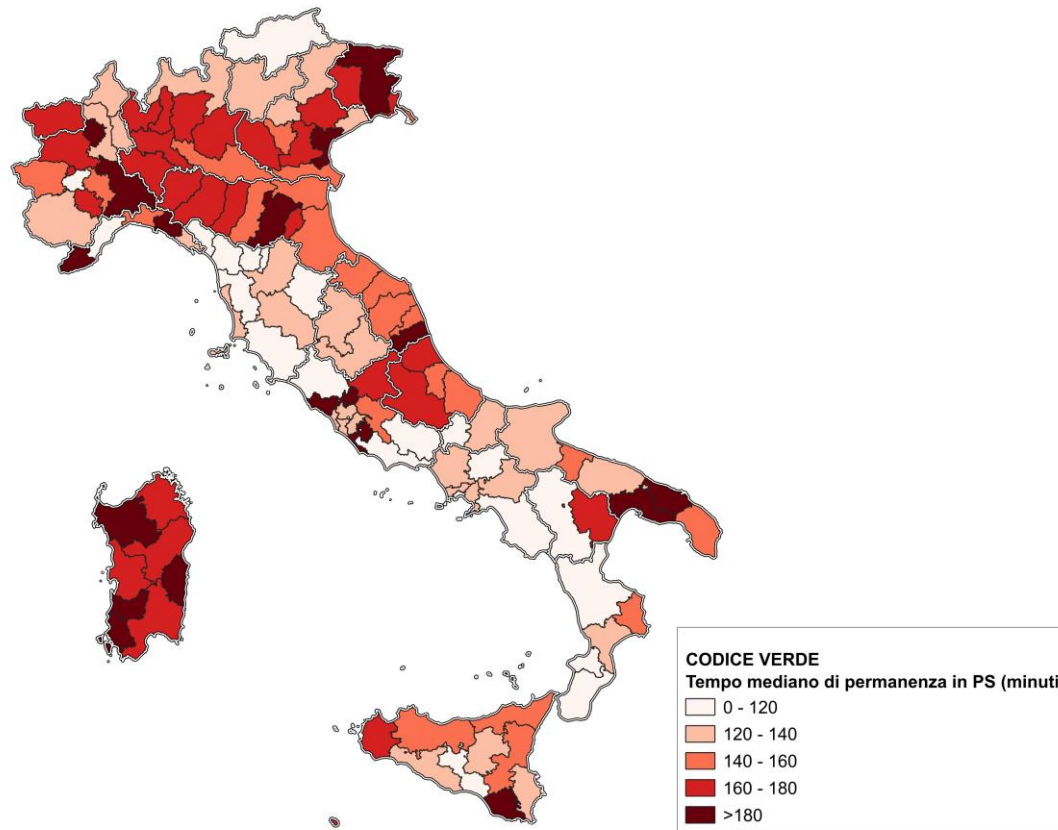 CODICE VERDE
Tempo mediano di permanenza in PS (minuti
0 - 120
120 - 140
140 - 160
160 - 180
>180